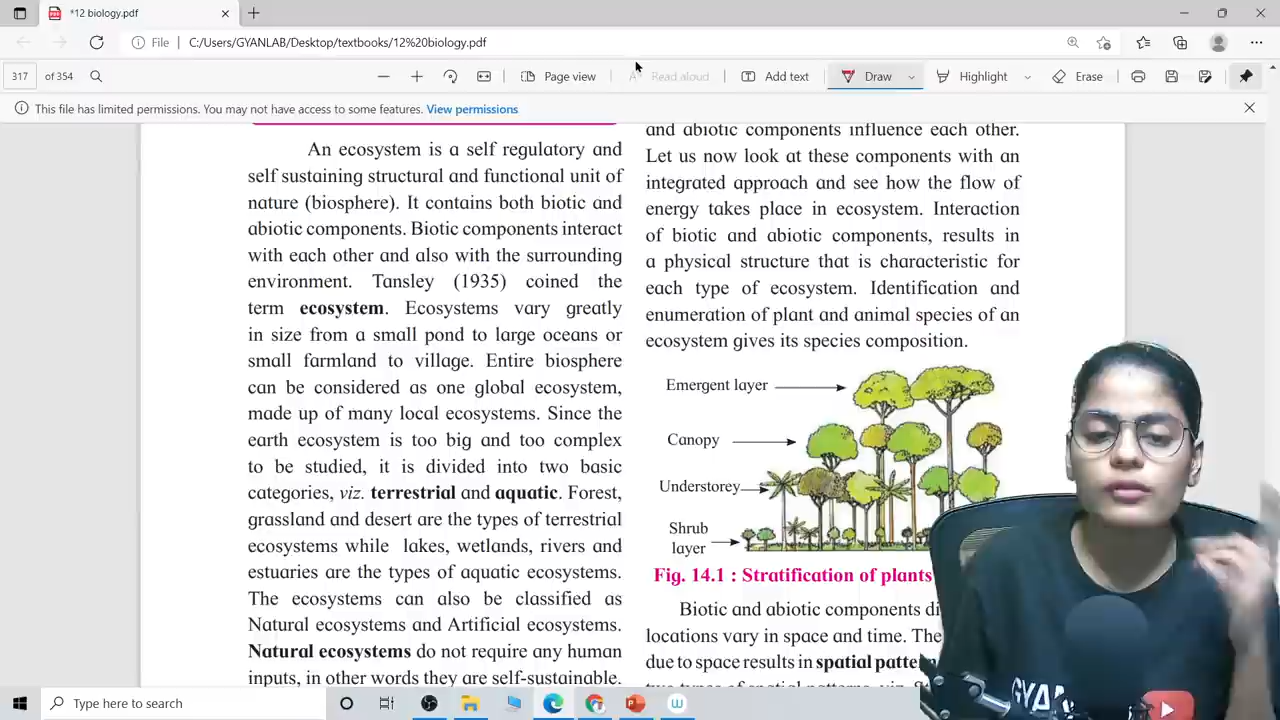 *12 biology.pdf
File
C:/Users/GYANLAB/Desktop/textbooks/12%20biology.pdf
317 of 354
Page view
Read aloud
Add text
Draw
Highlight
Erase
This file has limited permissions. You may not have access to some features. View permissions
An ecosystem is a self regulatory and
self sustaining structural and functional unit of
nature (biosphere). It contains both biotic and
abiotic components. Biotic components interact
with each other and also with the surrounding
environment. Tansley (1935) coined the
term ecosystem. Ecosystems vary greatly
in size from a small pond to large oceans or
small farmland to village. Entire biosphere
can be considered as one global ecosystem,
made up of many local ecosystems. Since the
earth ecosystem is too big and too complex
to be studied, it is divided into two basic
categories, viz. terrestrial and aquatic. Forest,
grassland and desert are the types of terrestrial
ecosystems while lakes, wetlands, rivers and
estuaries are the types of aquatic ecosystems.
The ecosystems can also be classified as
Natural ecosystems and Artificial ecosystems.
Natural ecosystems do not require any human
inputs, in other words they are self-sustainable.
and abiotic components influence each other.
Let us now look at these components with an
integrated approach and see how the flow of
energy takes place in ecosystem. Interaction
of biotic and abiotic components, results in
a physical structure that is characteristic for
each type of ecosystem. Identification and
enumeration of plant and animal species of an
ecosystem gives its species composition.
Emergent layer
Canopy
Understorey
Shrub
layer
Fig. 14.1 : Stratification of plants
Biotic and abiotic components
locations vary in space and time.
due to space results in spatial
two types of spatial patterns, viz.
GYAN
Type here to search